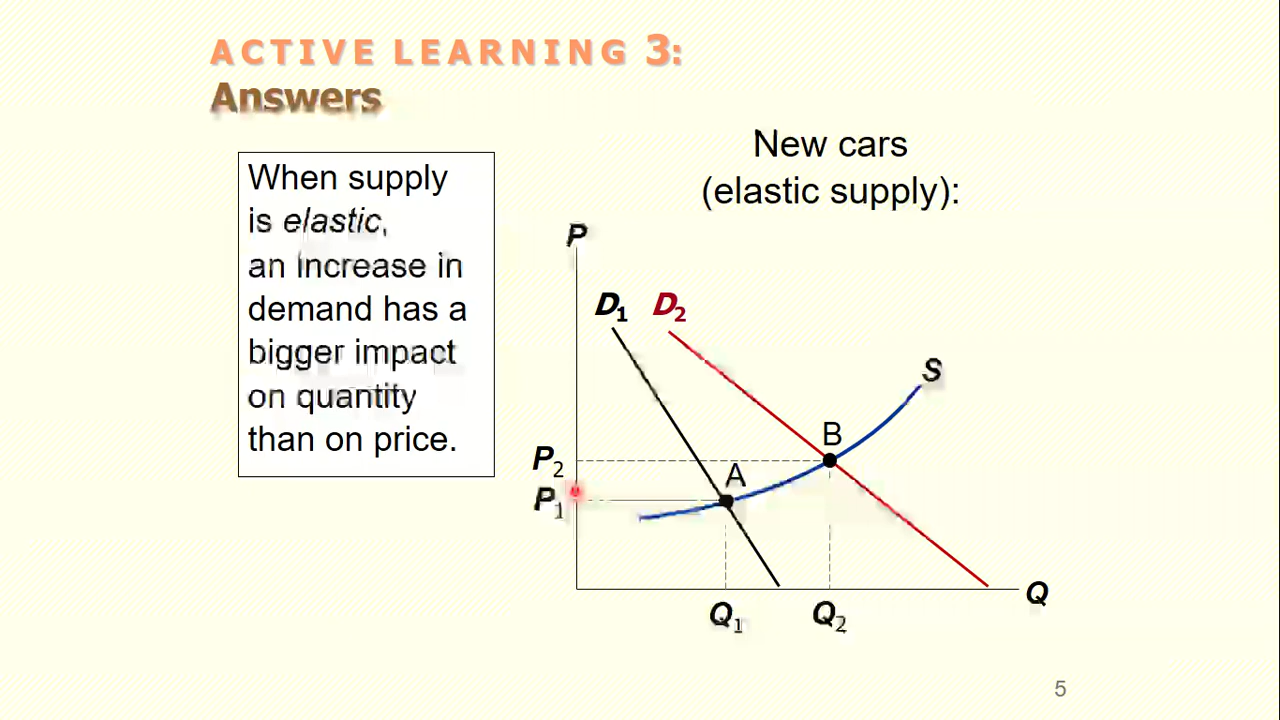 ACTIVE LEARNING 3:
Answers
When supply
is elastic,
an increase in
demand has a
bigger impact
on quantity
than on price.
New cars
(elastic supply):
P
D1 D2
S
B
P2
A
P1
Q
Q1 Q2
5